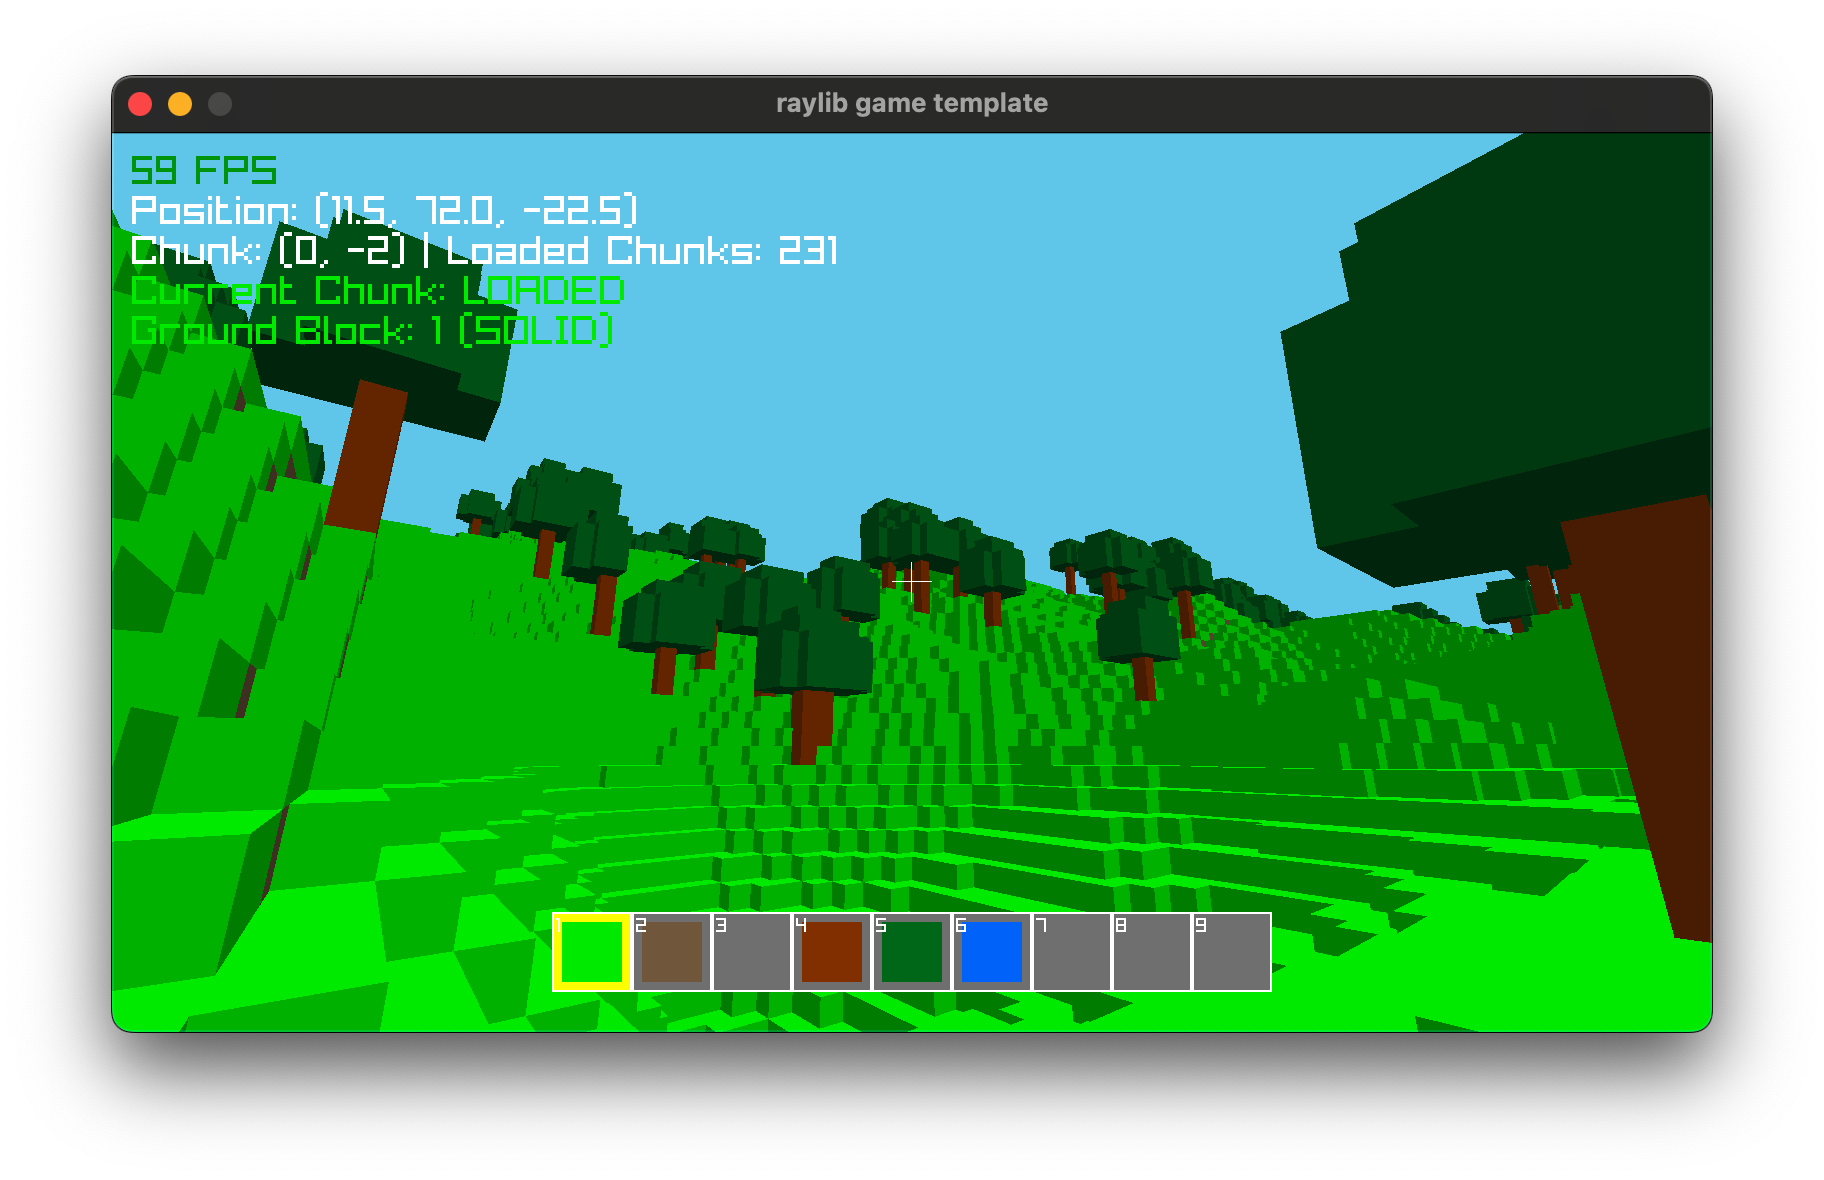 raylib game template
59 FPS
Position: (11.5, 72.0, -22.5)
Chunk: (0, -2) | Loaded Chunks: 231
Current Chunk: LOADED
Ground Block: 1 (SOLID)
1 2 3 4 5 6 7 8 9